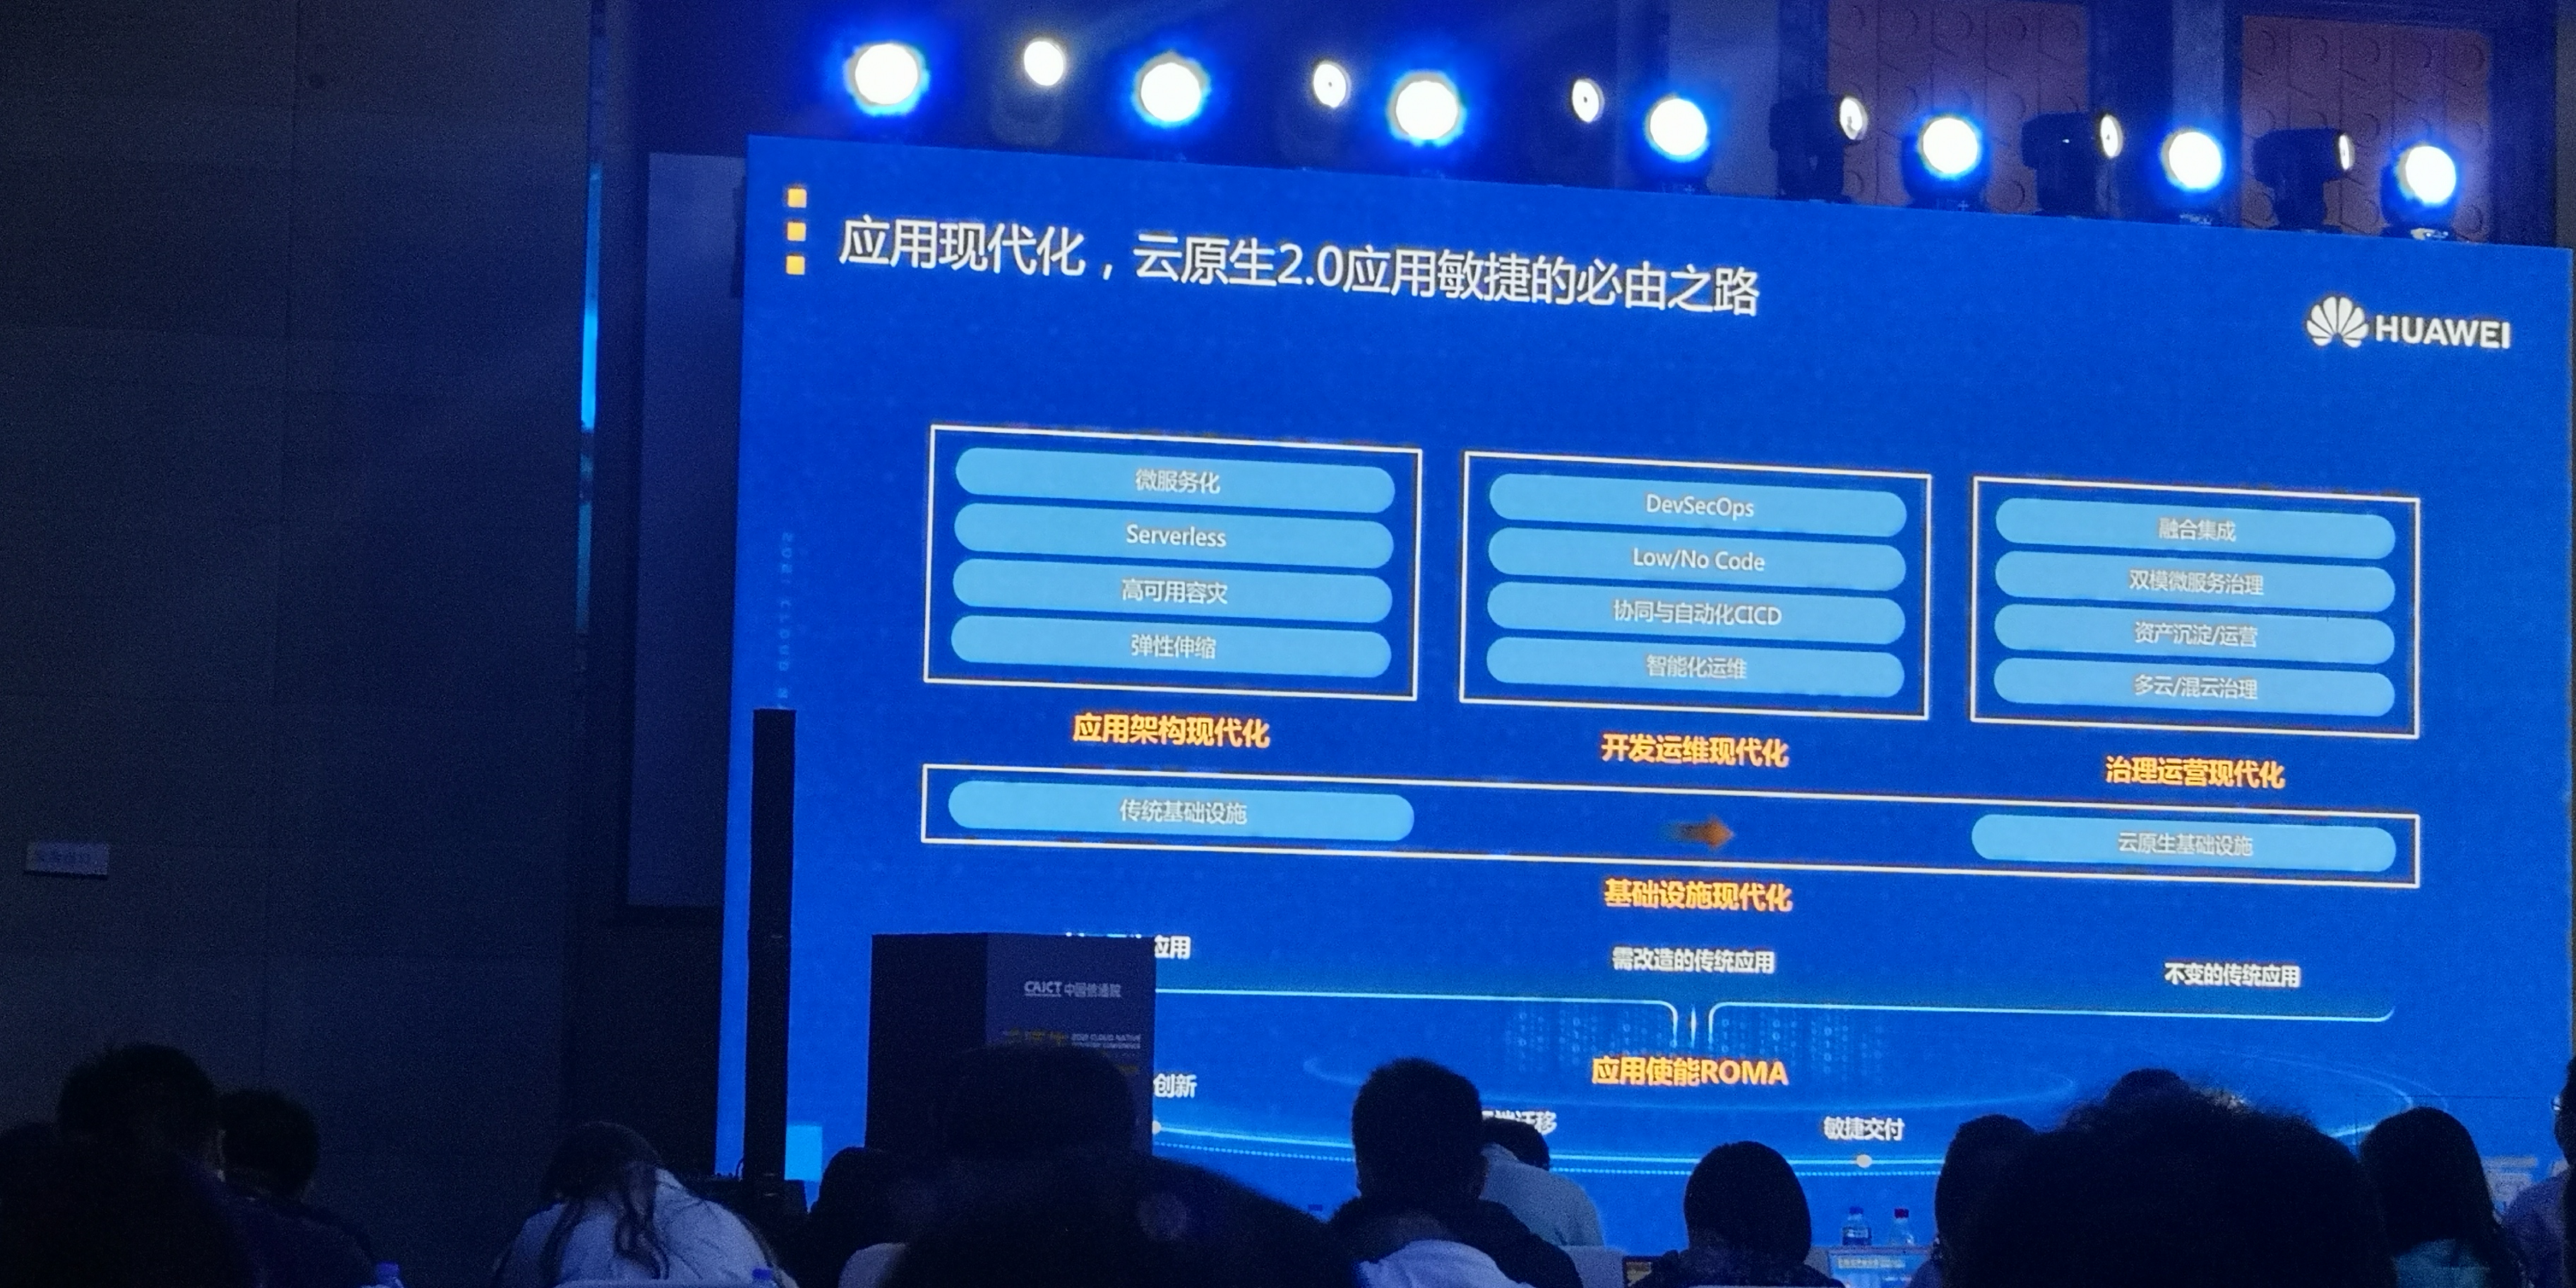 应用现代化，云原生2.0应用敏捷的必由之路
HUAWEI
微服务化
Serverless
高可用容灾
弹性伸缩
应用架构现代化
DevSecOps
Low/No Code
协同与自动化CICD
智能化运维
开发运维现代化
融合集成
双模微服务治理
资产沉淀/运营
多云/混云治理
治理运营现代化
传统基础设施
云原生基础设施
基础设施现代化
应用
需改造的传统应用
不变的传统应用
应用使能ROMA
创新
迁移
敏捷交付
CAICT 中国信通院
CLOUD NATIVE